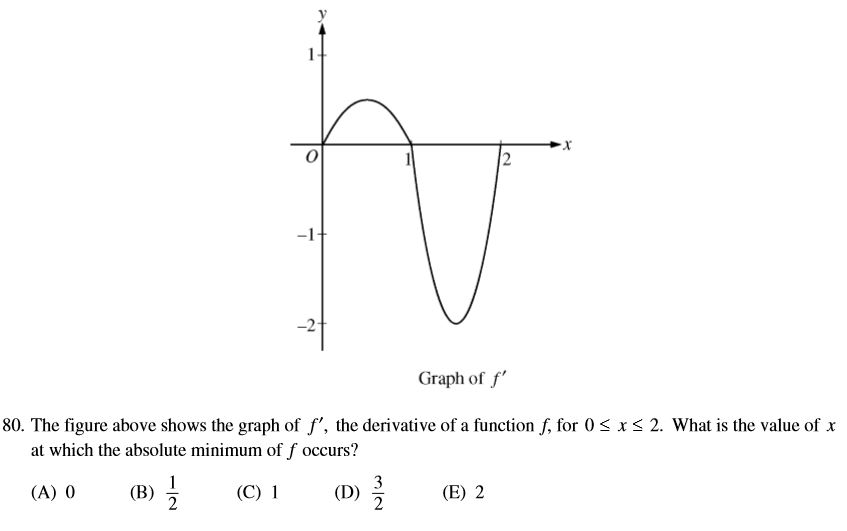 y
1
x
O
1
2
−1
−2
Graph of f′
80. The figure above shows the graph of f′, the derivative of a function f, for 0 ≤ x ≤ 2. What is the value of x
at which the absolute minimum of f occurs?
(A) 0 (B) 1/2 (C) 1 (D) 3/2 (E) 2